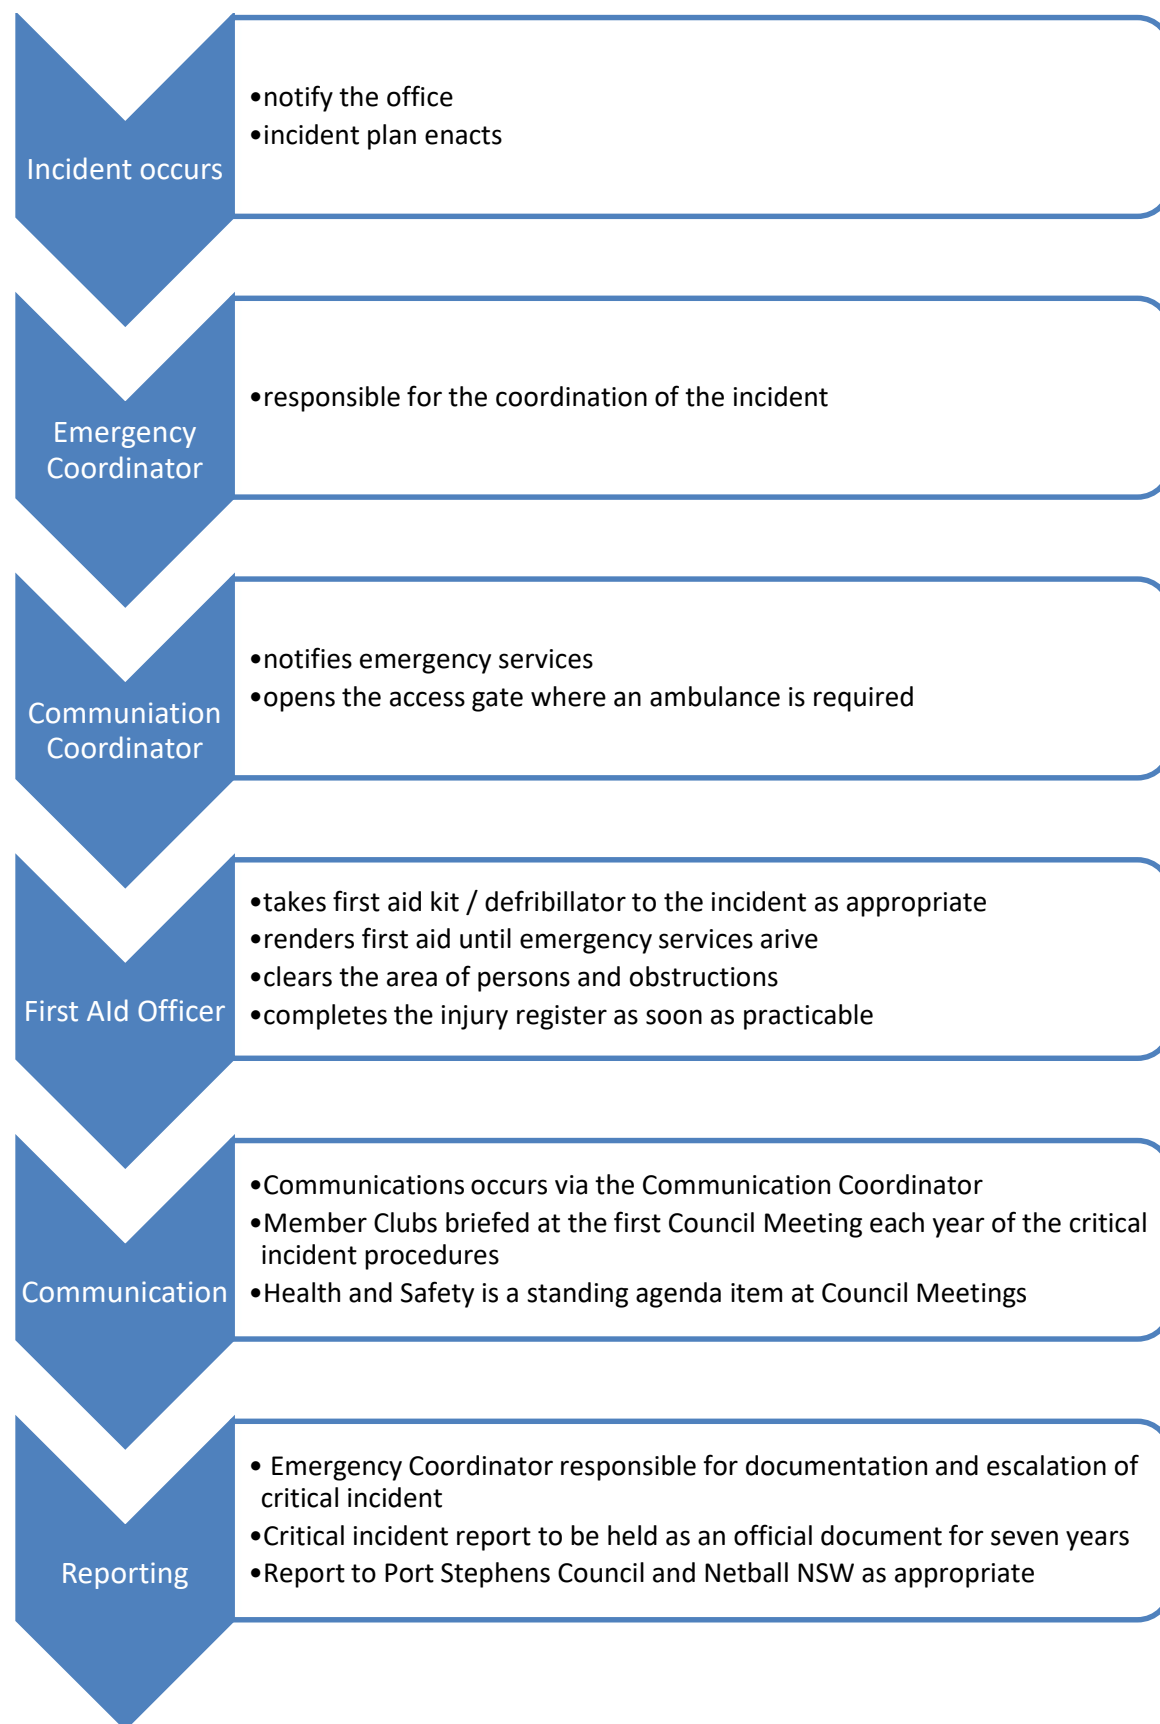 Incident occurs
•notify the office
•incident plan enacts
Emergency
Coordinator
•responsible for the coordination of the incident
Communiation
Coordinator
•notifies emergency services
•opens the access gate where an ambulance is required
First AId Officer
•takes first aid kit / defribillator to the incident as appropriate
•renders first aid until emergency services arive
•clears the area of persons and obstructions
•completes the injury register as soon as practicable
Communication
•Communications occurs via the Communication Coordinator
•Member Clubs briefed at the first Council Meeting each year of the critical
incident procedures
•Health and Safety is a standing agenda item at Council Meetings
Reporting
• Emergency Coordinator responsible for documentation and escalation of
critical incident
•Critical incident report to be held as an official document for seven years
•Report to Port Stephens Council and Netball NSW as appropriate